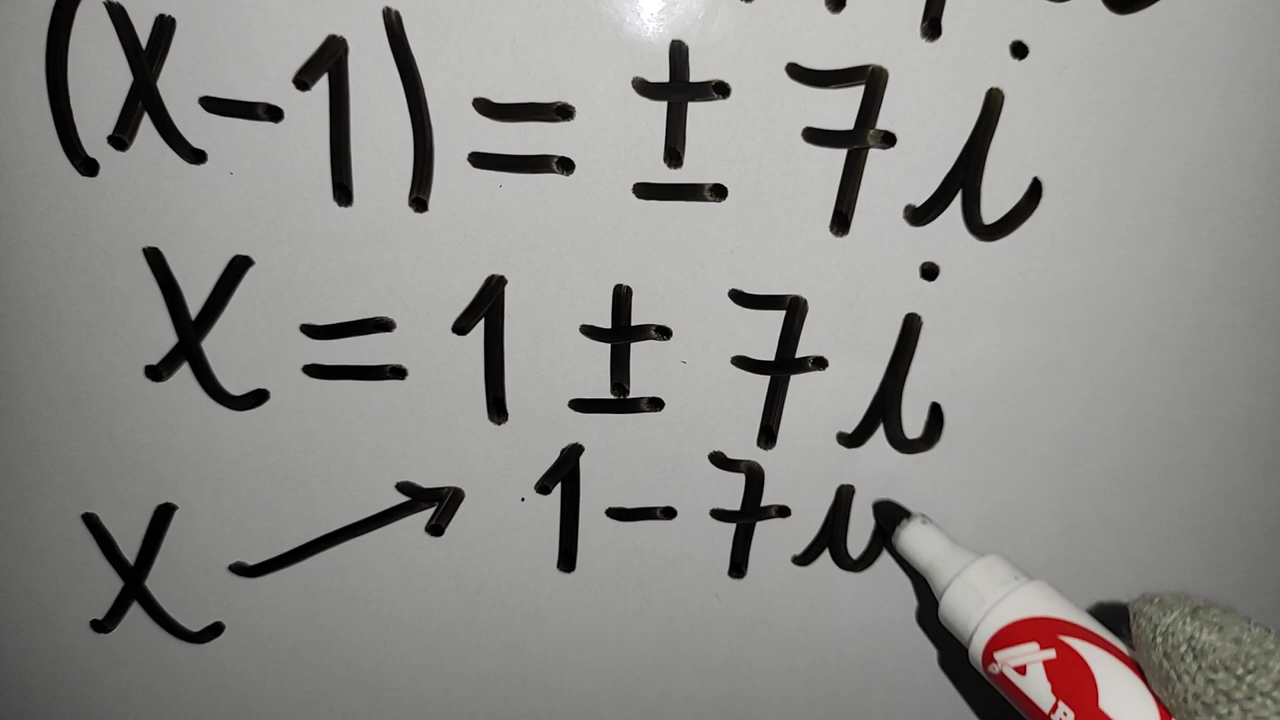 (x-1) = ± 7i
x = 1 ± 7i
x ↗ 1-7i